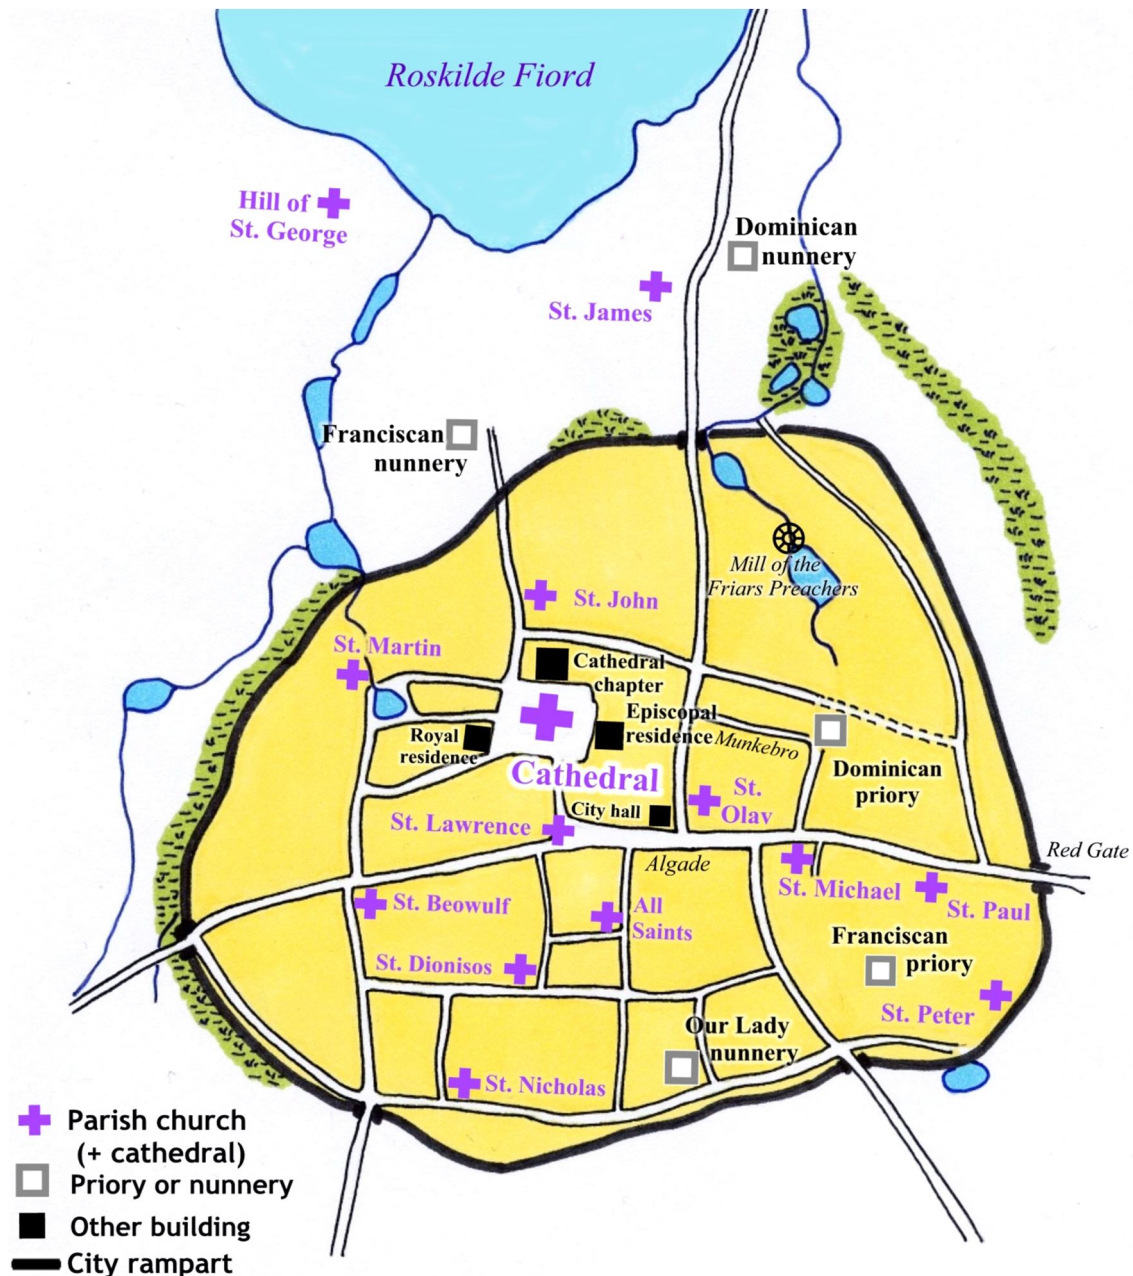 Roskilde Fiord
Hill of
St. George
Dominican
nunnery
St. James
Franciscan
nunnery
Mill of the
Friars Preachers
St. John
St. Martin
Cathedral
chapter
Episcopal
residence
Royal
residence
Munkebro
Cathedral
Dominican
priory
St.
Olav
City hall
St. Lawrence
Algade
Red Gate
St. Michael
St. Paul
St. Beowulf
All
Saints
Franciscan
priory
St. Dionisos
St. Peter
Our Lady
nunnery
St. Nicholas
Parish church
(+ cathedral)
Priory or nunnery
Other building
City rampart